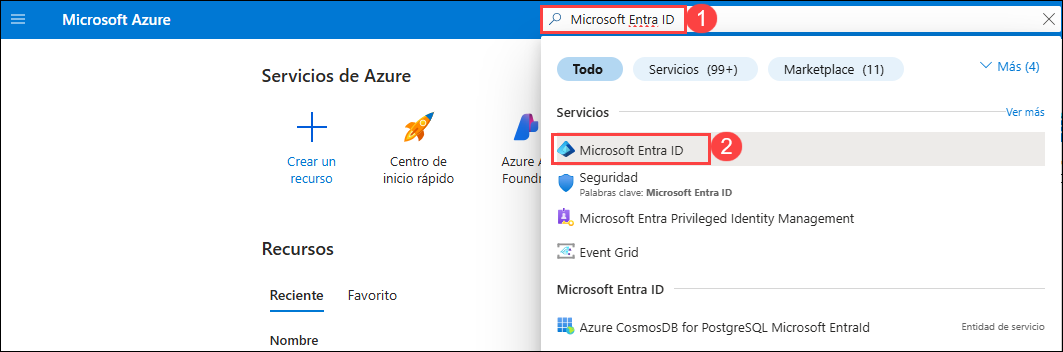 Microsoft Azure
Microsoft Entra ID
1
Todo
Servicios (99+)
Marketplace (11)
Más (4)
Servicios
Ver más
Microsoft Entra ID
2
Seguridad
Palabras clave: Microsoft Entra ID
Microsoft Entra Privileged Identity Management
Event Grid
Microsoft Entra ID
Azure CosmosDB for PostgreSQL Microsoft EntraId
Entidad de servicio
Servicios de Azure
Crear un
recurso
Centro de
inicio rápido
Azure A
Foundr
Recursos
Reciente
Favorito
Nombre